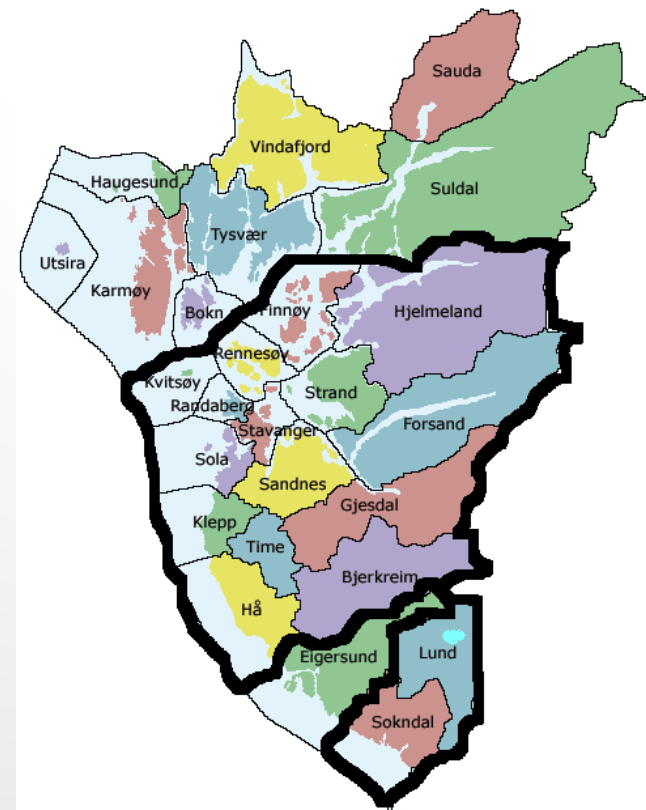 Sauda
Vindafjord
Haugesund
Suldal
Tysvær
Utsira
Karmøy
Bokn
Finnøy
Hjelmeland
Rennesøy
Kvitsøy
Strand
Randaberg
Forsand
Stavanger
Sola
Sandnes
Gjesdal
Klepp
Time
Bjerkreim
Hå
Eigersund
Lund
Sokndal